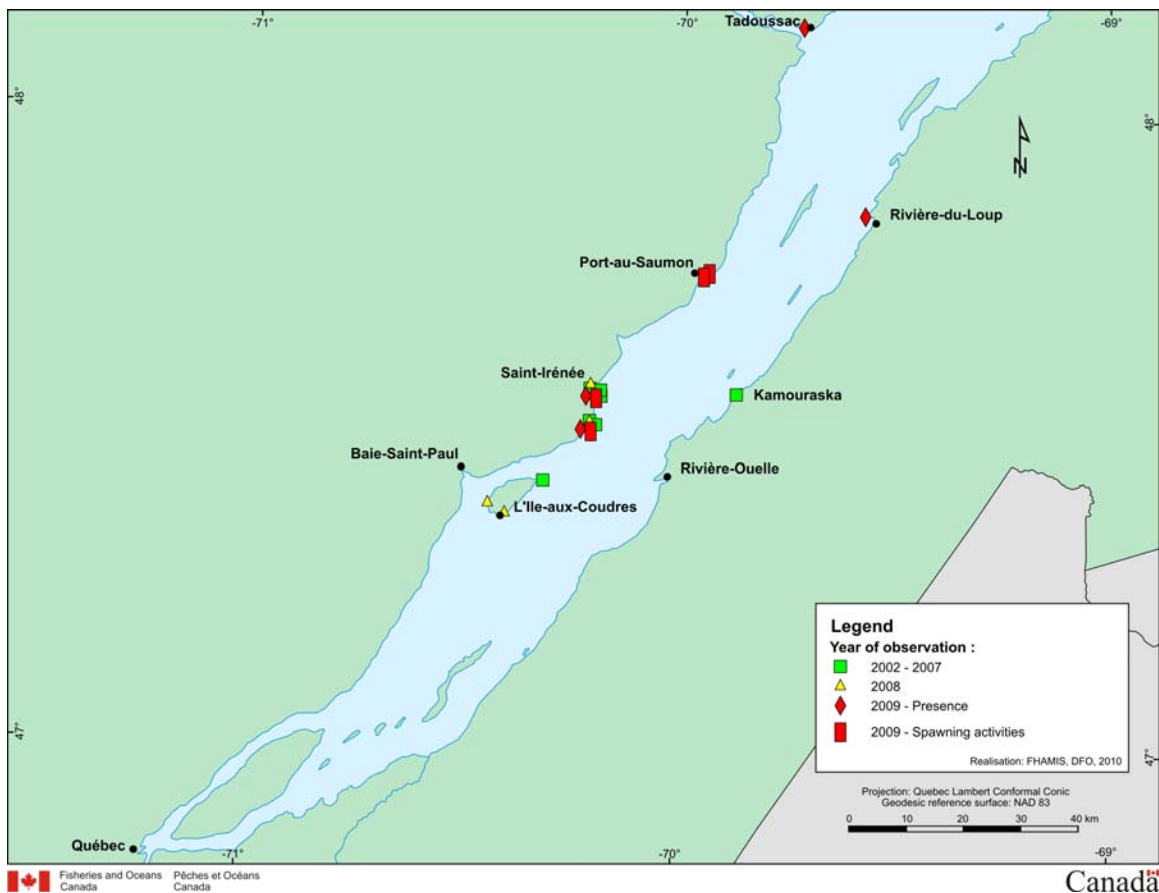 -71°
-70°
-69°
Tadoussac
48°
48°
N
Rivière-du-Loup
Port-au-Saumon
Saint-Irénée
Kamouraska
Baie-Saint-Paul
Rivière-Ouelle
L'Ile-aux-Coudres
Legend
Year of observation :
2002 - 2007
2008
2009 - Presence
2009 - Spawning activities
Realisation: FHAMIS, DFO, 2010
47°
47°
Projection: Quebec Lambert Conformal Conic
Geodesic reference surface: NAD 83
0 10 20 30 40 km
Québec
-71°
-70°
-69°
Fisheries and Oceans Pêches et Océans
Canada Canada
Canada